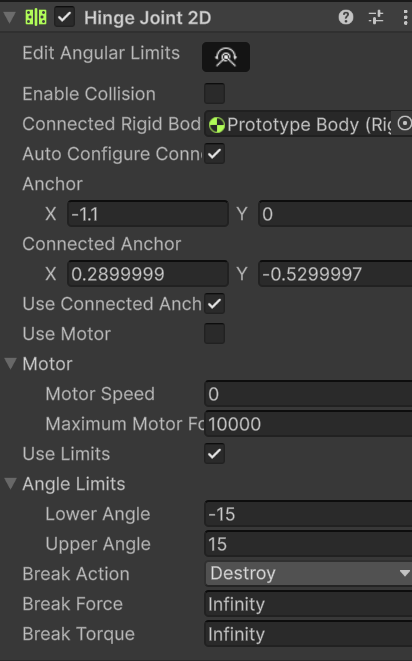 Hinge Joint 2D
Edit Angular Limits
Enable Collision
Connected Rigid Bod Prototype Body (Rig
Auto Configure Conn
Anchor
X -1.1 Y 0
Connected Anchor
X 0.2899999 Y -0.5299997
Use Connected Anch
Use Motor
Motor
Motor Speed 0
Maximum Motor Fo 10000
Use Limits
Angle Limits
Lower Angle -15
Upper Angle 15
Break Action Destroy
Break Force Infinity
Break Torque Infinity